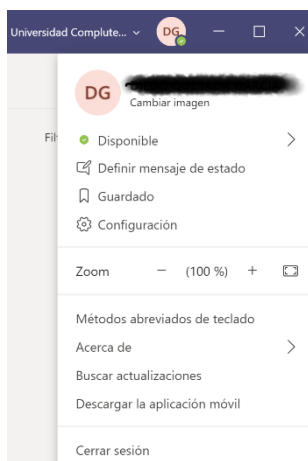 Universidad Complute...
DG
DG
Cambiar imagen
Fil
Disponible
Definir mensaje de estado
Guardado
Configuración
Zoom − (100 %) +
Métodos abreviados de teclado
Acerca de
Buscar actualizaciones
Descargar la aplicación móvil
Cerrar sesión